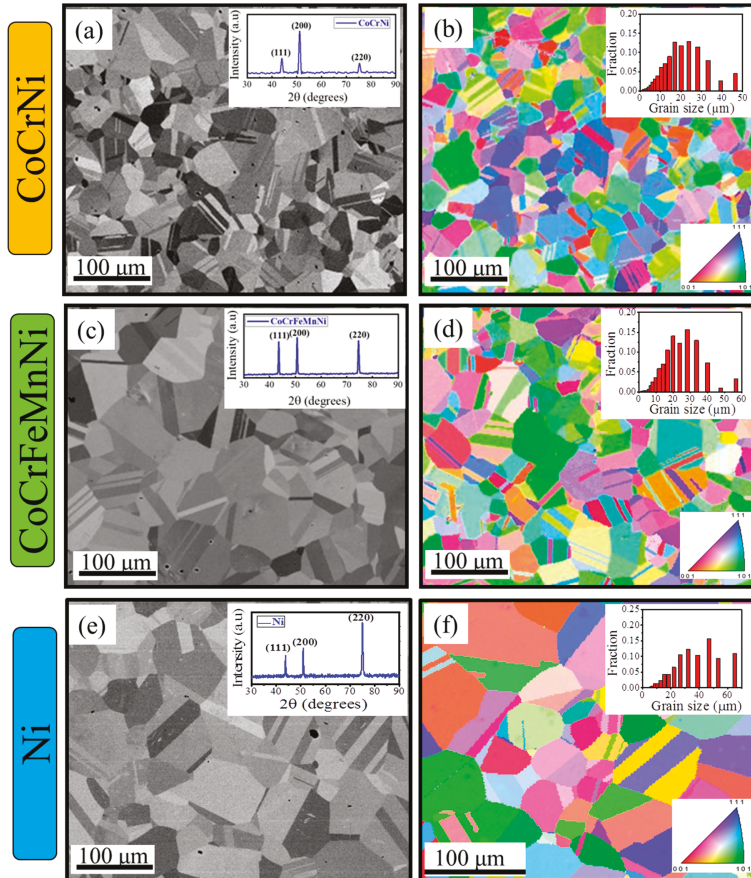 CoCrNi
(a)
Intensity (a.u)
CoCrNi
(111)
(200)
(220)
30 40 50 60 70 80 90
2θ (degrees)
100 µm
(b)
Fraction
0.20
0.15
0.10
0.05
0.00
0 10 20 30 40 50
Grain size (µm)
111
001 101
100 µm
CoCrFeMnNi
(c)
Intensity (a.u)
CoCrFeMnNi
(111)
(200)
(220)
30 40 50 60 70 80 90
2θ (degrees)
100 µm
(d)
Fraction
0.20
0.15
0.10
0.05
0.00
0 10 20 30 40 50 60
Grain size (µm)
111
001 101
100 µm
Ni
(e)
Intensity (a.u)
Ni
(111)
(200)
(220)
30 40 50 60 70 80 90
2θ (degrees)
100 µm
(f)
Fraction
0.25
0.20
0.15
0.10
0.05
0.00
0 20 40 60
Grain size (µm)
111
001 101
100 µm